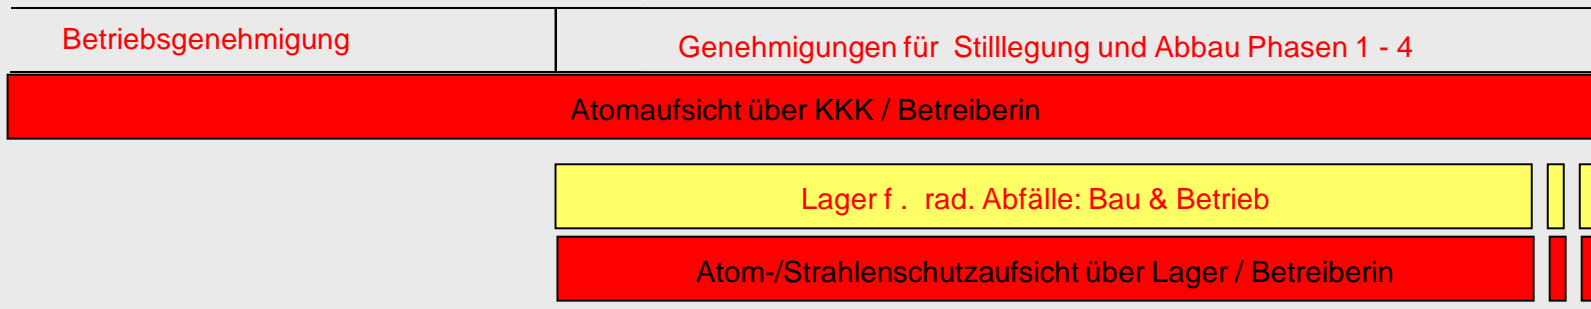 Betriebsgenehmigung
Genehmigungen für Stilllegung und Abbau Phasen 1 - 4
Atomaufsicht über KKK / Betreiberin
Lager f . rad. Abfälle: Bau & Betrieb
Atom-/Strahlenschutzaufsicht über Lager / Betreiberin